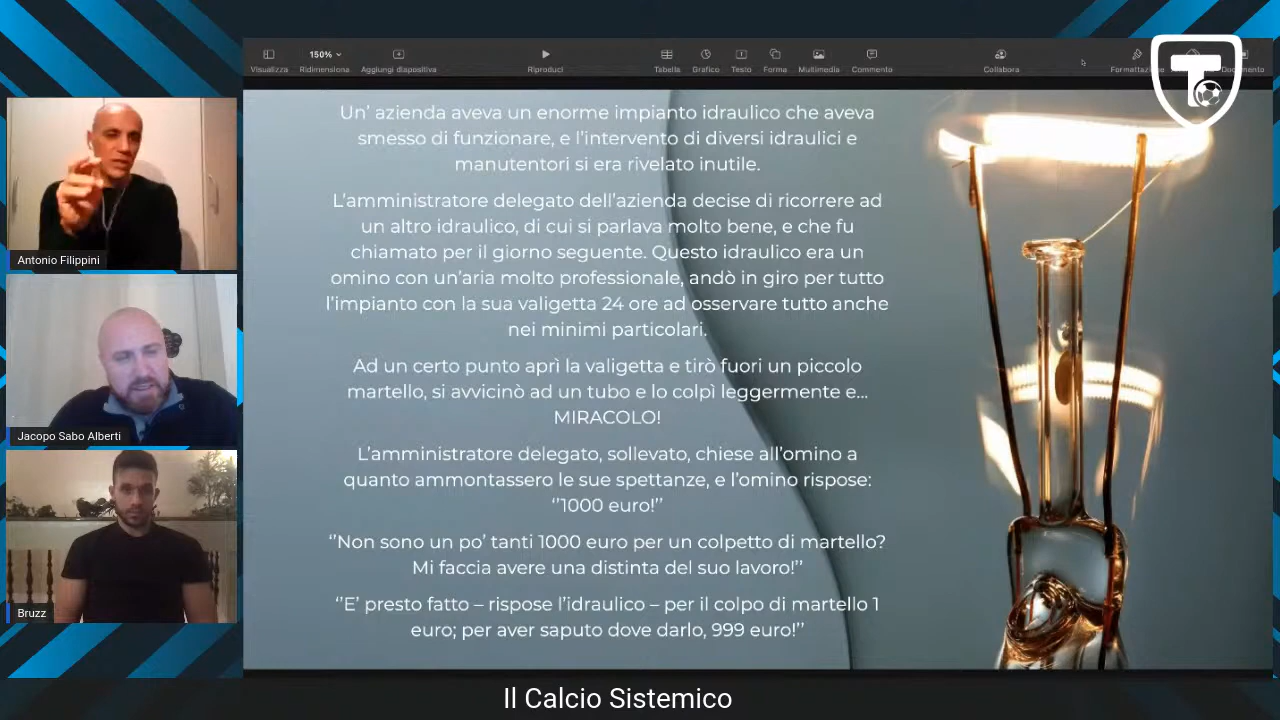 150%
Visualizza Ridimensiona Aggiungi diapositiva Riproduci Tabella Grafico Testo Forma Multimedia Commento Collabora
T
Un' azienda aveva un enorme impianto idraulico che aveva
smesso di funzionare, e l'intervento di diversi idraulici e
manutentori si era rivelato inutile.
L'amministratore delegato dell'azienda decise di ricorrere ad
un altro idraulico, di cui si parlava molto bene, e che fu
chiamato per il giorno seguente. Questo idraulico era un
omino con un'aria molto professionale, andò in giro per tutto
l'impianto con la sua valigetta 24 ore ad osservare tutto anche
nei minimi particolari.
Ad un certo punto aprì la valigetta e tirò fuori un piccolo
martello, si avvicinò ad un tubo e lo colpì leggermente e...
MIRACOLO!
L'amministratore delegato, sollevato, chiese all'omino a
quanto ammontassero le sue spettanze, e l'omino rispose:
‘’1000 euro!’’
‘’Non sono un po’ tanti 1000 euro per un colpetto di martello?
Mi faccia avere una distinta del suo lavoro!’’
‘’E’ presto fatto – rispose l’idraulico – per il colpo di martello 1
euro; per aver saputo dove darlo, 999 euro!’’
Antonio Filippini
Jacopo Sabo Alberti
Bruzz
Il Calcio Sistemico